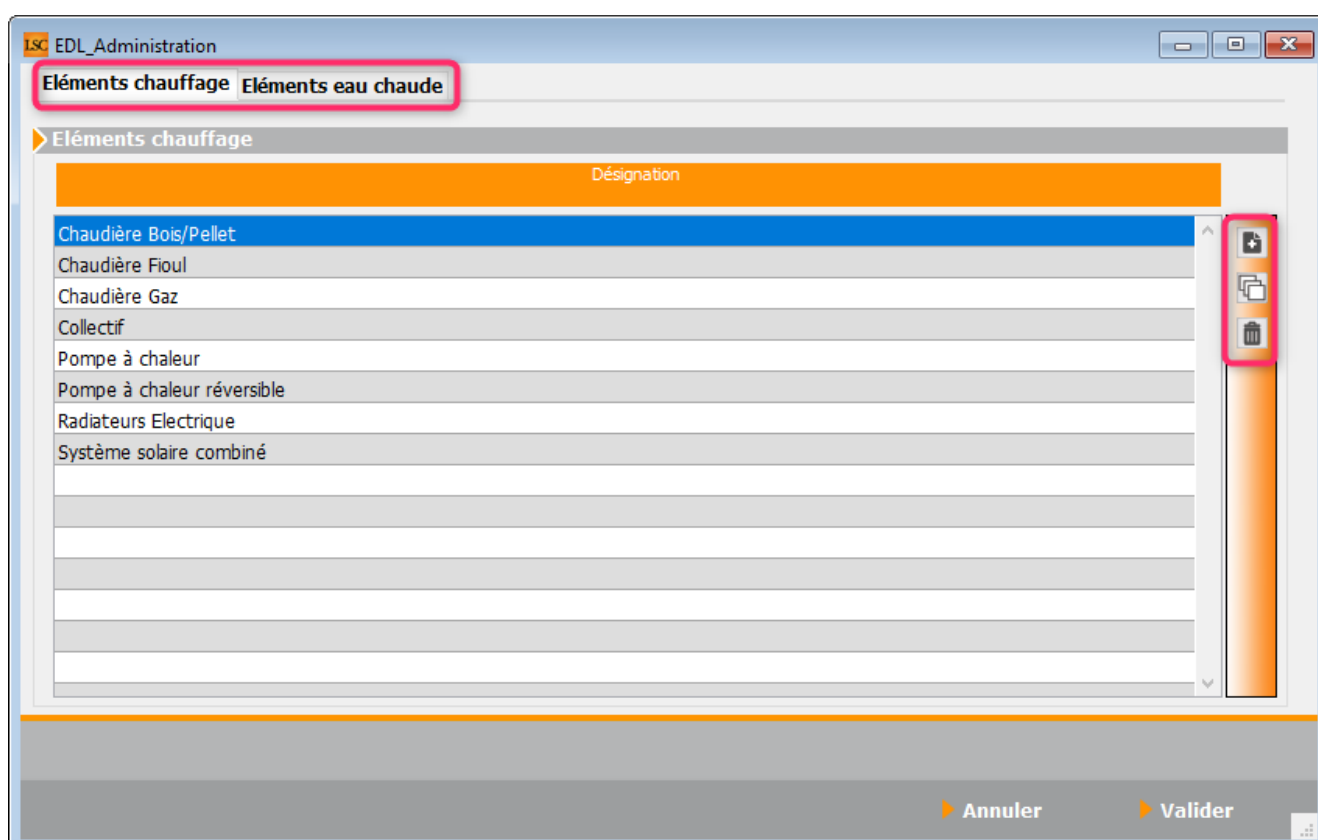 LSC EDL_Administration
Eléments chauffage Eléments eau chaude
Eléments chauffage
Désignation
Chaudière Bois/Pellet
Chaudière Fioul
Chaudière Gaz
Collectif
Pompe à chaleur
Pompe à chaleur réversible
Radiateurs Electrique
Système solaire combiné
Annuler Valider